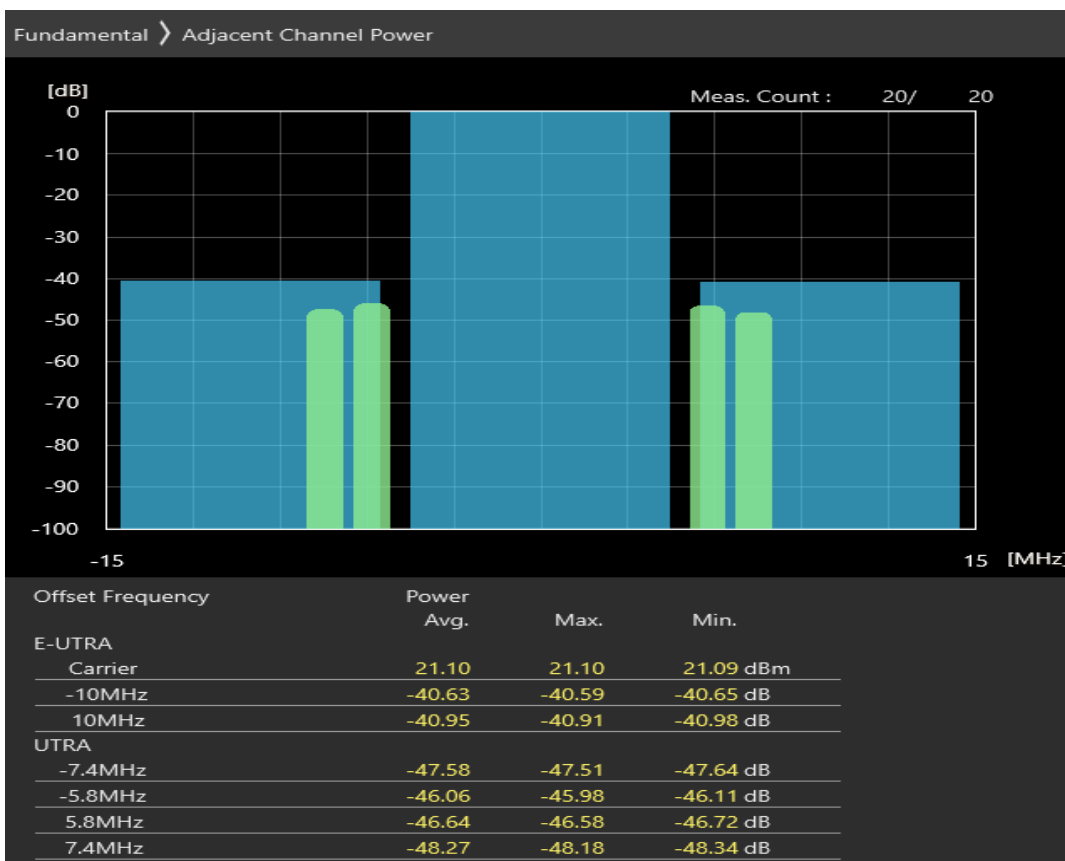 Fundamental ❯ Adjacent Channel Power
[dB]
Meas. Count : 20/ 20
0
-10
-20
-30
-40
-50
-60
-70
-80
-90
-100
-15 15 [MHz]
Offset Frequency Power
Avg. Max. Min.
E-UTRA
Carrier 21.10 21.10 21.09 dBm
-10MHz -40.63 -40.59 -40.65 dB
10MHz -40.95 -40.91 -40.98 dB
UTRA
-7.4MHz -47.58 -47.51 -47.64 dB
-5.8MHz -46.06 -45.98 -46.11 dB
5.8MHz -46.64 -46.58 -46.72 dB
7.4MHz -48.27 -48.18 -48.34 dB